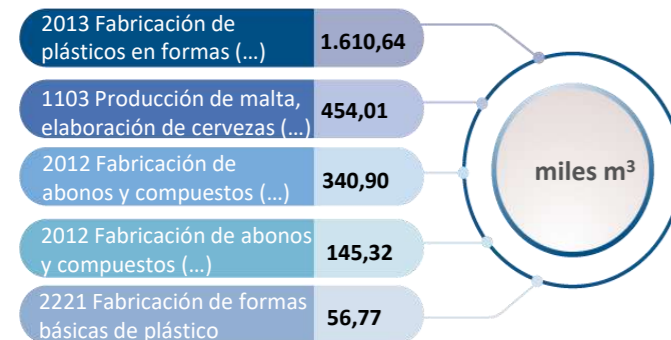 2013 Fabricación de
plásticos en formas (…)
1.610,64
1103 Producción de malta,
elaboración de cervezas (…)
454,01
2012 Fabricación de
abonos y compuestos (…)
340,90
2012 Fabricación de abonos
y compuestos (…)
145,32
2221 Fabricación de formas
básicas de plástico
56,77
miles m³